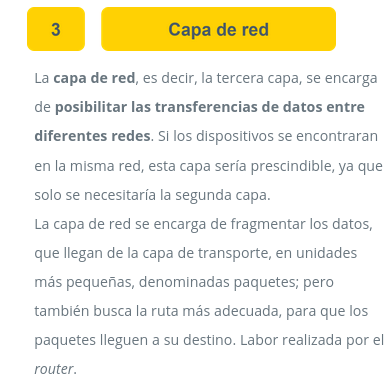 3 Capa de red
La capa de red, es decir, la tercera capa, se encarga
de posibilitar las transferencias de datos entre
diferentes redes. Si los dispositivos se encontraran
en la misma red, esta capa sería prescindible, ya que
solo se necesitaría la segunda capa.
La capa de red se encarga de fragmentar los datos,
que llegan de la capa de transporte, en unidades
más pequeñas, denominadas paquetes; pero
también busca la ruta más adecuada, para que los
paquetes lleguen a su destino. Labor realizada por el
router.